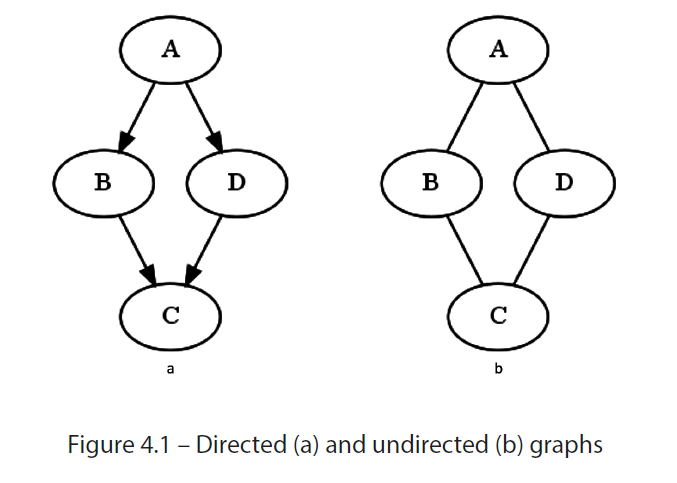 A A
B D B D
C C
a b
Figure 4.1 – Directed (a) and undirected (b) graphs